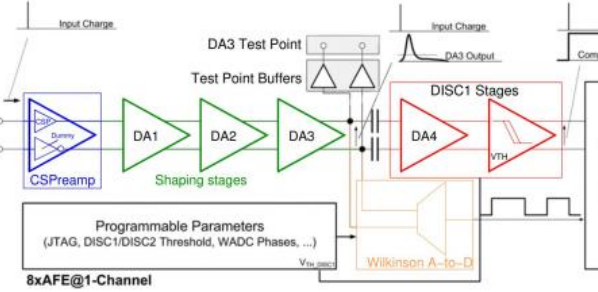 Input Charge
Input Charge
DA3 Test Point
DA3 Output
Test Point Buffers
DISC1 Stages
CSP
Dummy
DA1
DA2
DA3
DA4
VTH
CSPreamp
Shaping stages
Programmable Parameters
(JTAG, DISC1/DISC2 Threshold, WADC Phases, ...)
VTH_DISC1
Wilkinson A-to-D
8xAFE@1-Channel